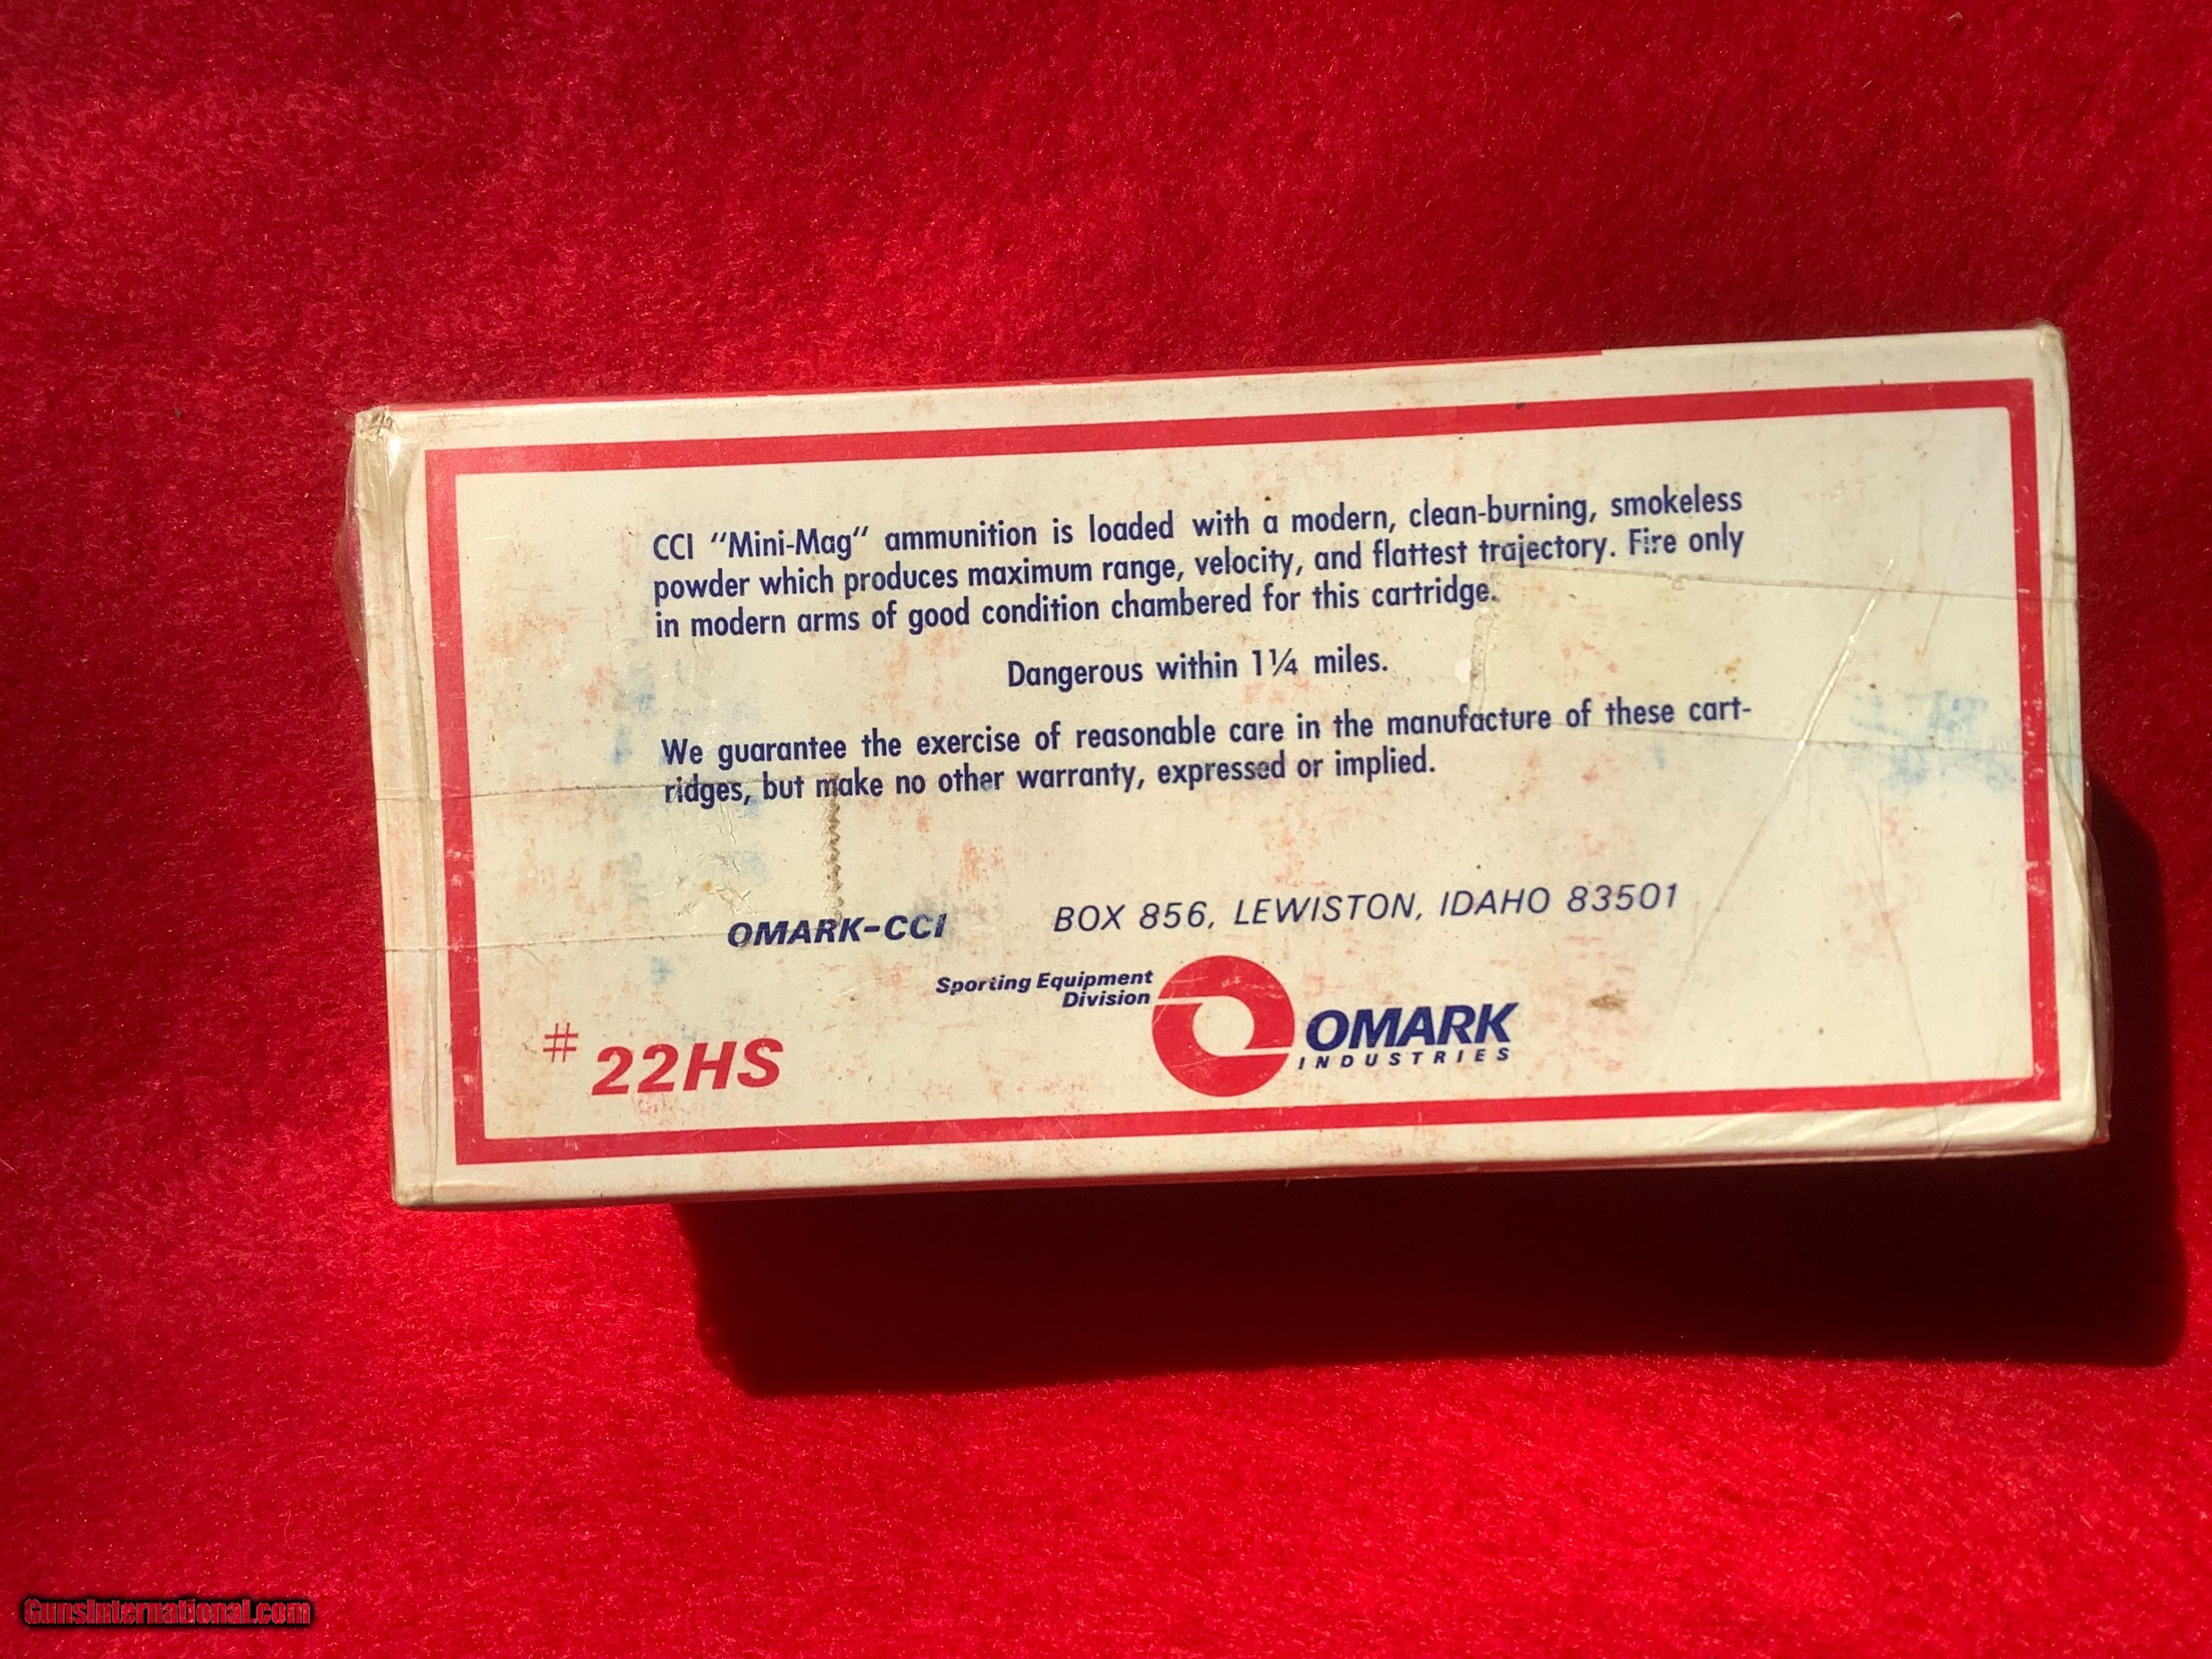 CCI "Mini-Mag" ammunition is loaded with a modern, clean-burning, smokeless
powder which produces maximum range, velocity, and flattest trajectory. Fire only
in modern arms of good condition chambered for this cartridge.
Dangerous within 1¼ miles.
We guarantee the exercise of reasonable care in the manufacture of these cart-
ridges, but make no other warranty, expressed or implied.
OMARK-CCI BOX 856, LEWISTON, IDAHO 83501
Sporting Equipment
Division
OMARK
INDUSTRIES
# 22HS
GunsInternational.com